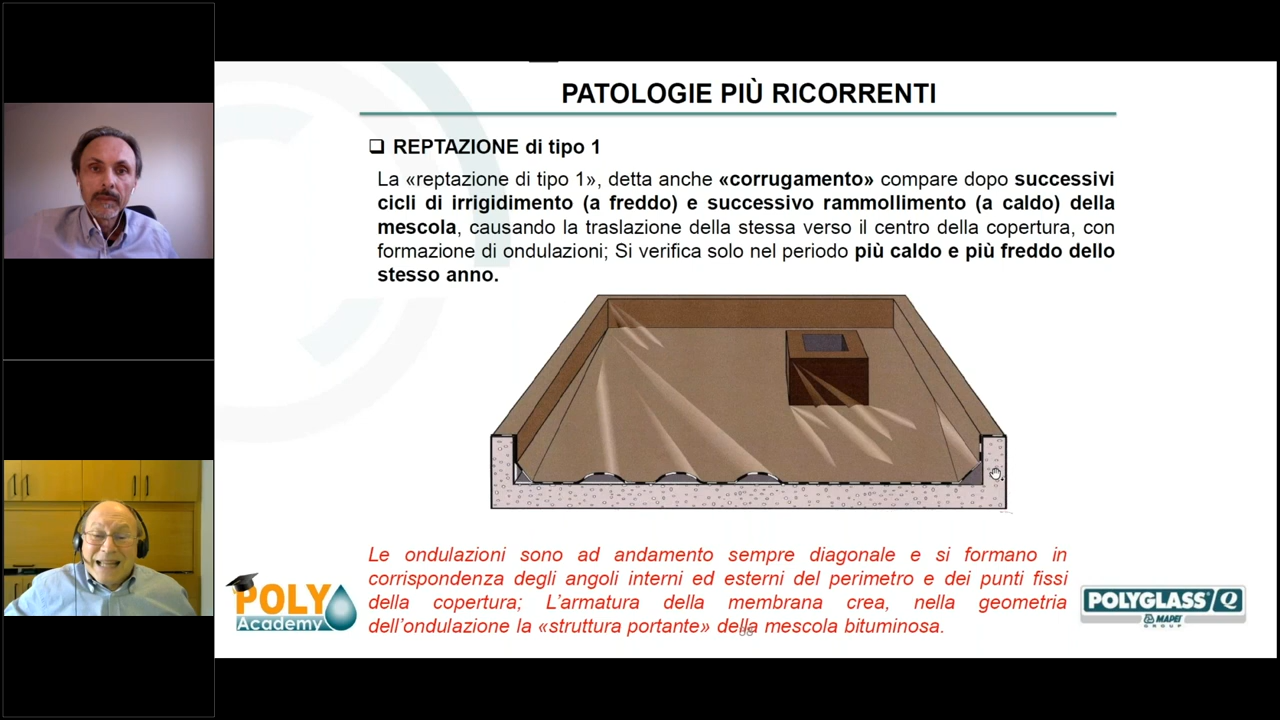 PATOLOGIE PIÙ RICORRENTI
❑ REPTAZIONE di tipo 1
La «reptazione di tipo 1», detta anche «corrugamento» compare dopo successivi
cicli di irrigidimento (a freddo) e successivo rammollimento (a caldo) della
mescola, causando la traslazione della stessa verso il centro della copertura, con
formazione di ondulazioni; Si verifica solo nel periodo più caldo e più freddo dello
stesso anno.
Le ondulazioni sono ad andamento sempre diagonale e si formano in
corrispondenza degli angoli interni ed esterni del perimetro e dei punti fissi
della copertura; L’armatura della membrana crea, nella geometria
dell’ondulazione la «struttura portante» della mescola bituminosa.
POLY
Academy
POLYGLASS Q
MAPEI
GROUP